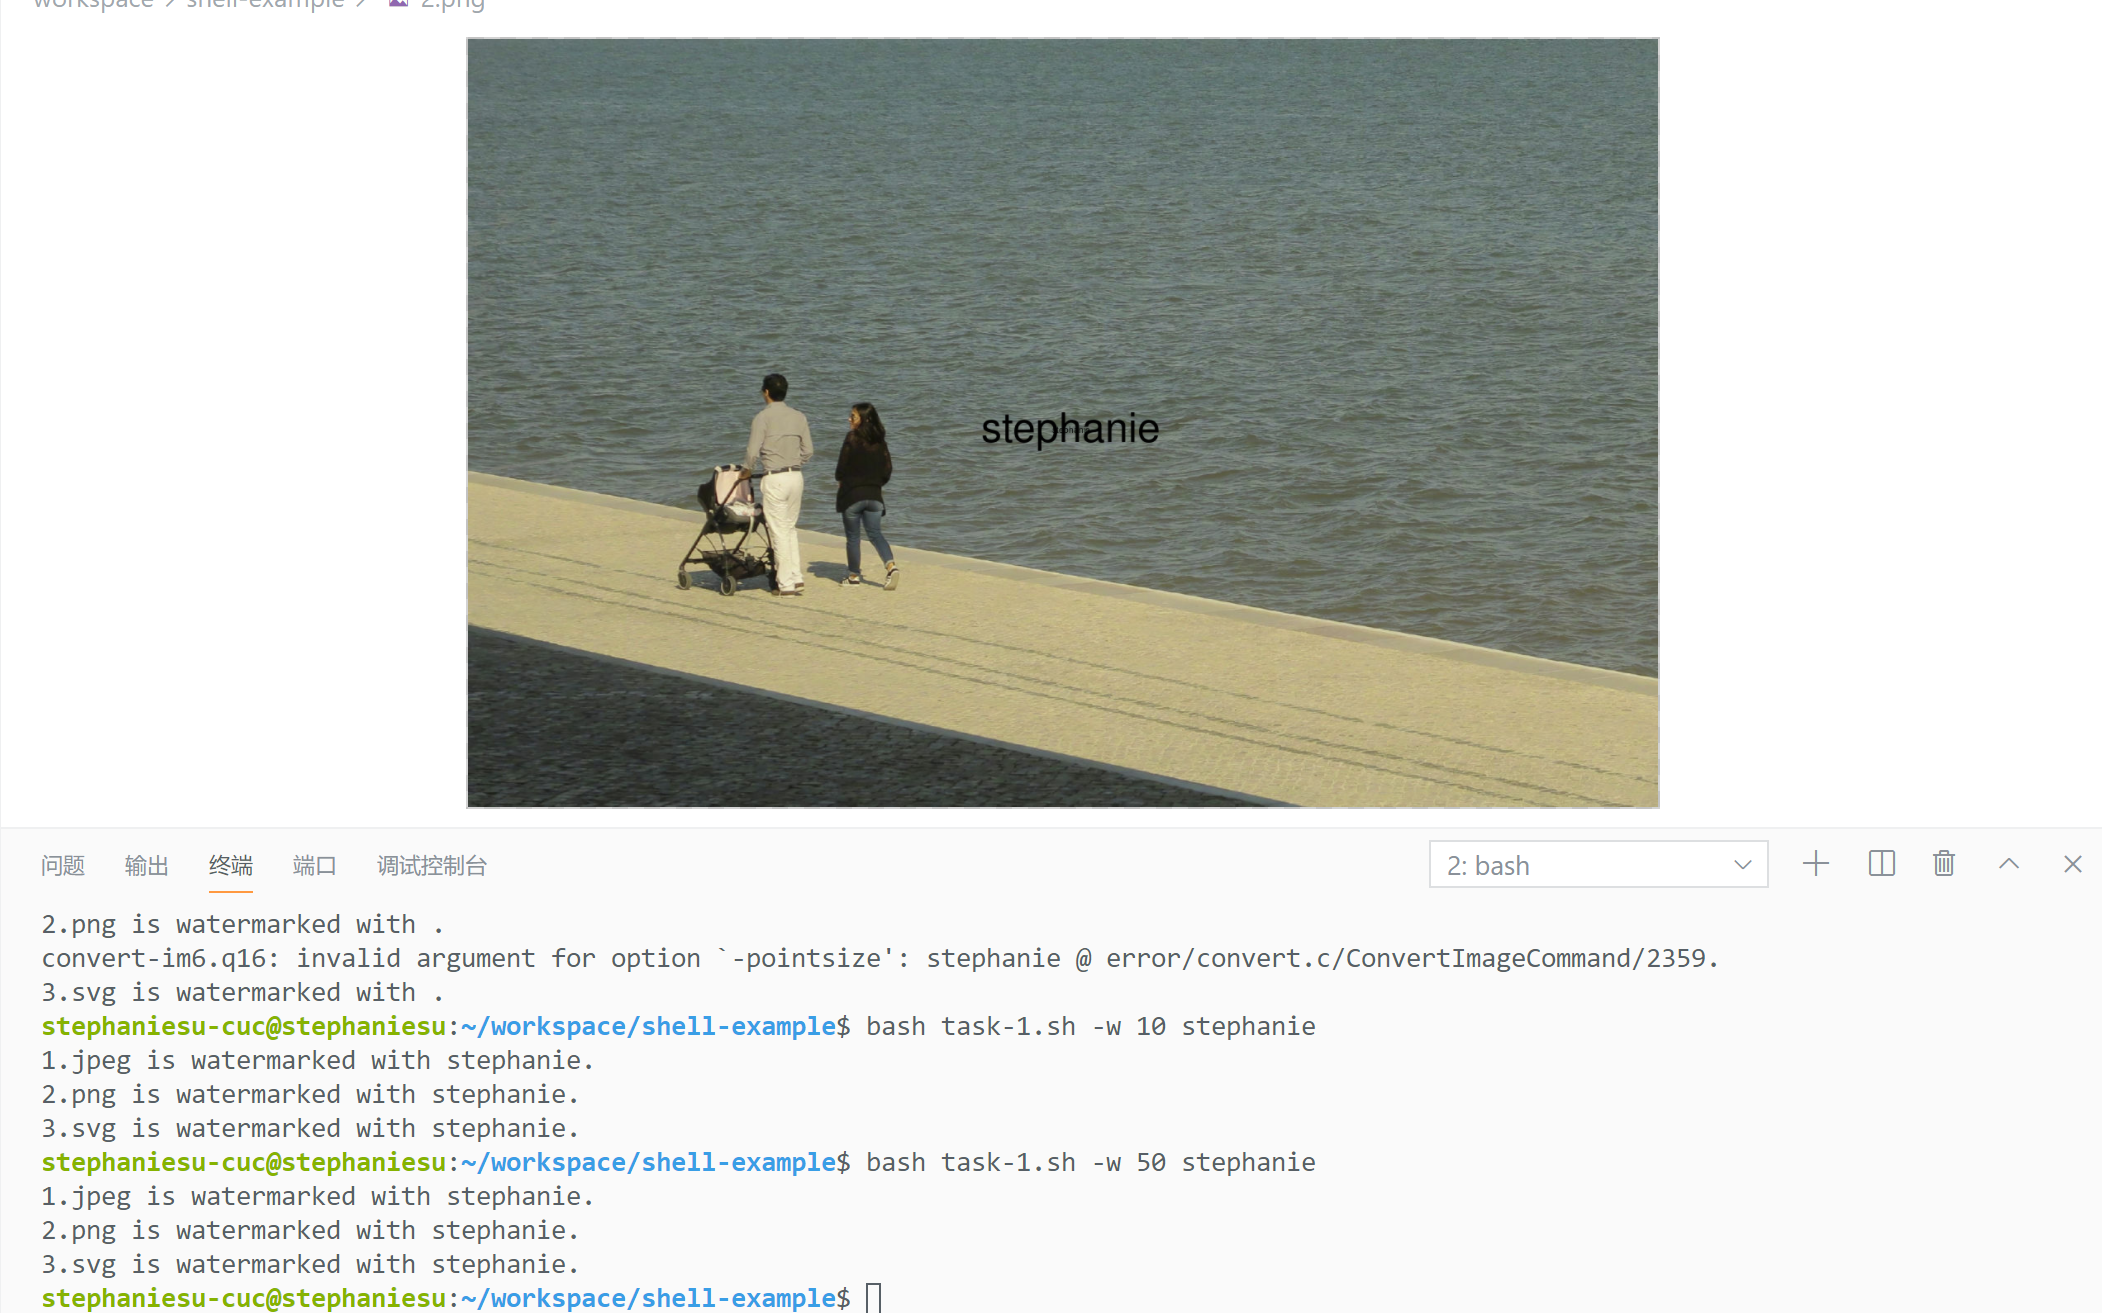 workspace > shell-example > 2.png
stephanie
问题 输出 终端 端口 调试控制台 2: bash
2.png is watermarked with .
convert-im6.q16: invalid argument for option `-pointsize': stephanie @ error/convert.c/ConvertImageCommand/2359.
3.svg is watermarked with .
stephaniesu-cuc@stephaniesu:~/workspace/shell-example$ bash task-1.sh -w 10 stephanie
1.jpeg is watermarked with stephanie.
2.png is watermarked with stephanie.
3.svg is watermarked with stephanie.
stephaniesu-cuc@stephaniesu:~/workspace/shell-example$ bash task-1.sh -w 50 stephanie
1.jpeg is watermarked with stephanie.
2.png is watermarked with stephanie.
3.svg is watermarked with stephanie.
stephaniesu-cuc@stephaniesu:~/workspace/shell-example$